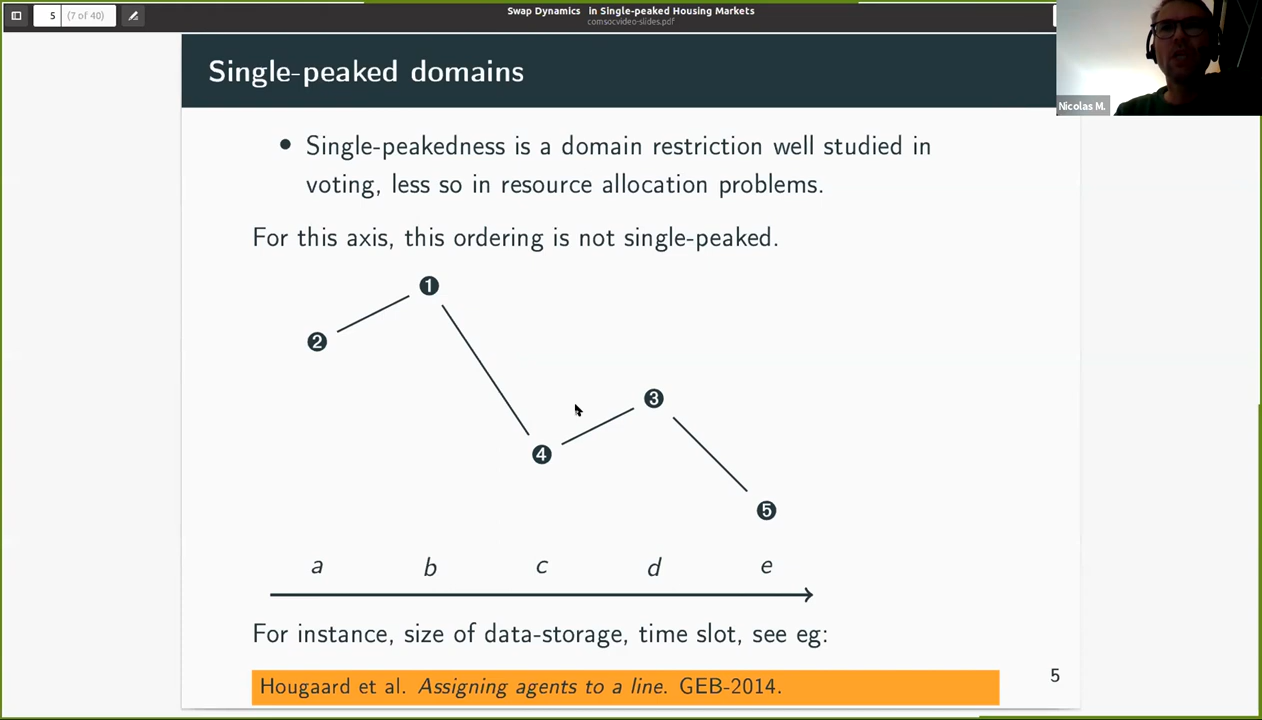 5 (7 of 40)
Swap Dynamics in Single-peaked Housing Markets
comsocvideo-slides.pdf
Nicolas M.
Single-peaked domains
• Single-peakedness is a domain restriction well studied in
voting, less so in resource allocation problems.
For this axis, this ordering is not single-peaked.
1
2
3
4
5
a b c d e
For instance, size of data-storage, time slot, see eg:
Hougaard et al. Assigning agents to a line. GEB-2014.
5